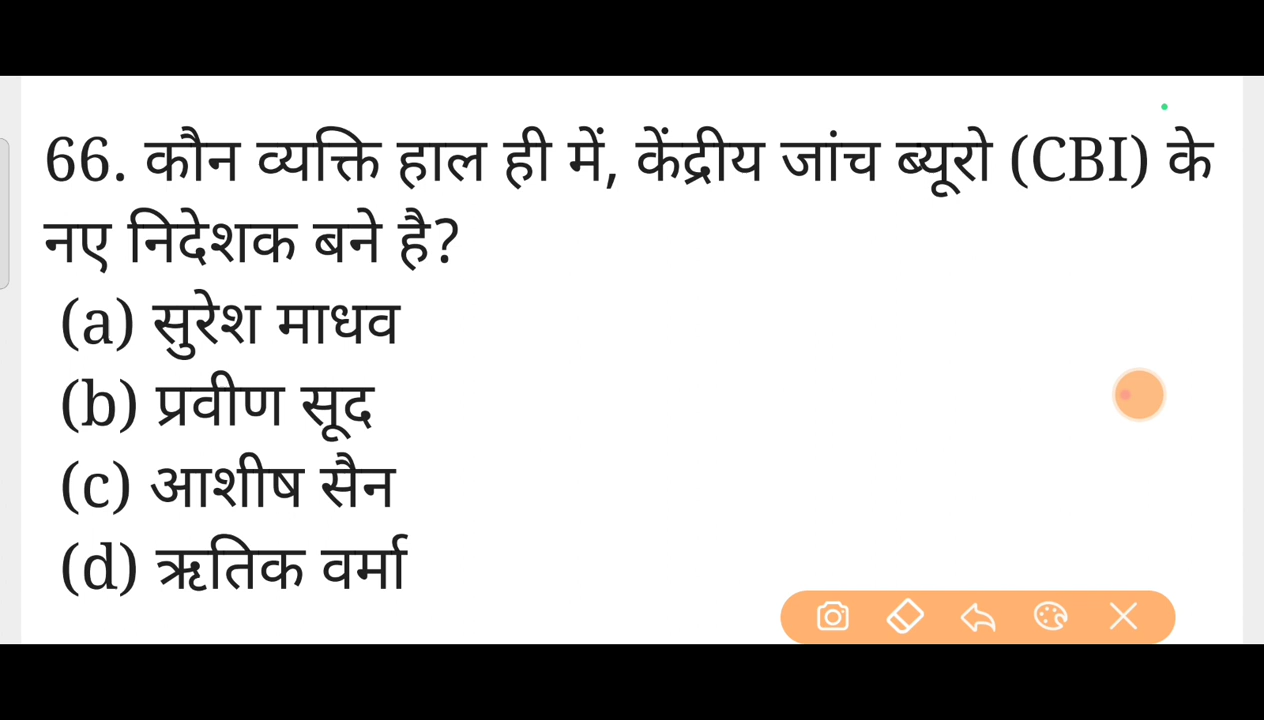 66. कौन व्यक्ति हाल ही में, केंद्रीय जांच ब्यूरो (CBI) के
नए निदेशक बने है?
(a) सुरेश माधव
(b) प्रवीण सूद
(c) आशीष सैन
(d) ऋतिक वर्मा